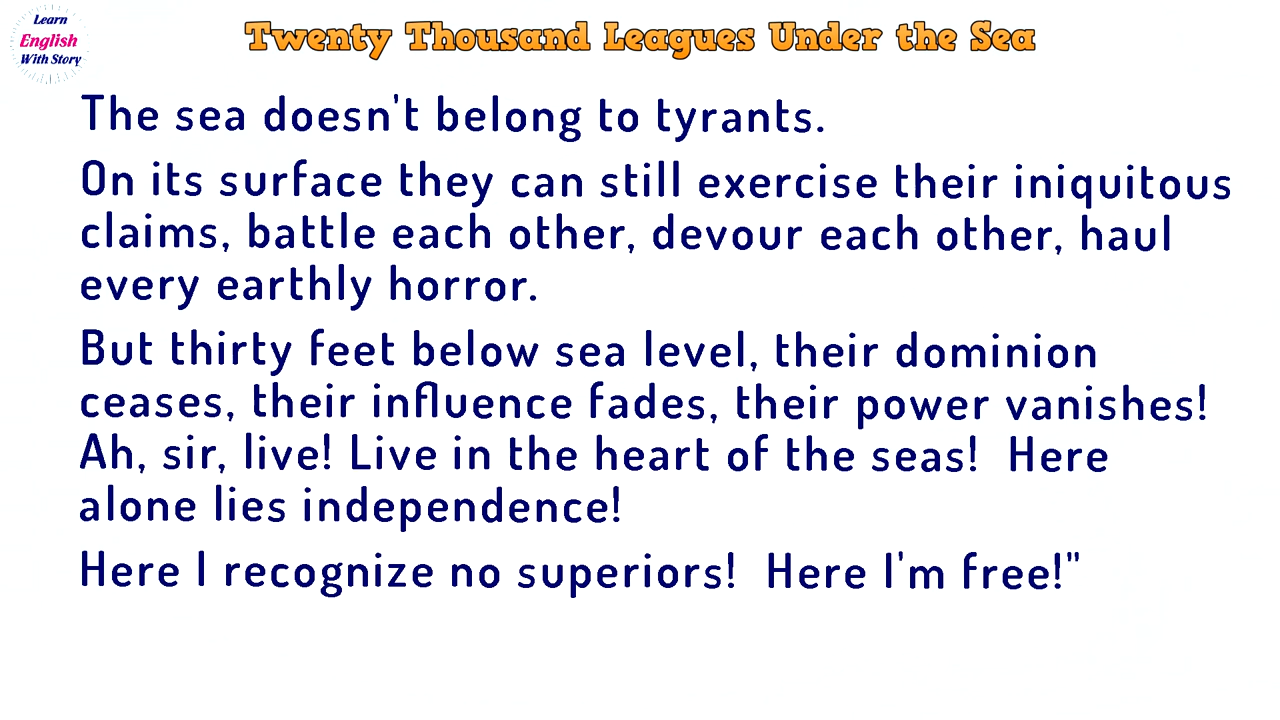 Learn
English
With Story
Twenty Thousand Leagues Under the Sea
The sea doesn't belong to tyrants.
On its surface they can still exercise their iniquitous
claims, battle each other, devour each other, haul
every earthly horror.
But thirty feet below sea level, their dominion
ceases, their influence fades, their power vanishes!
Ah, sir, live! Live in the heart of the seas!  Here
alone lies independence!
Here I recognize no superiors!  Here I'm free!"